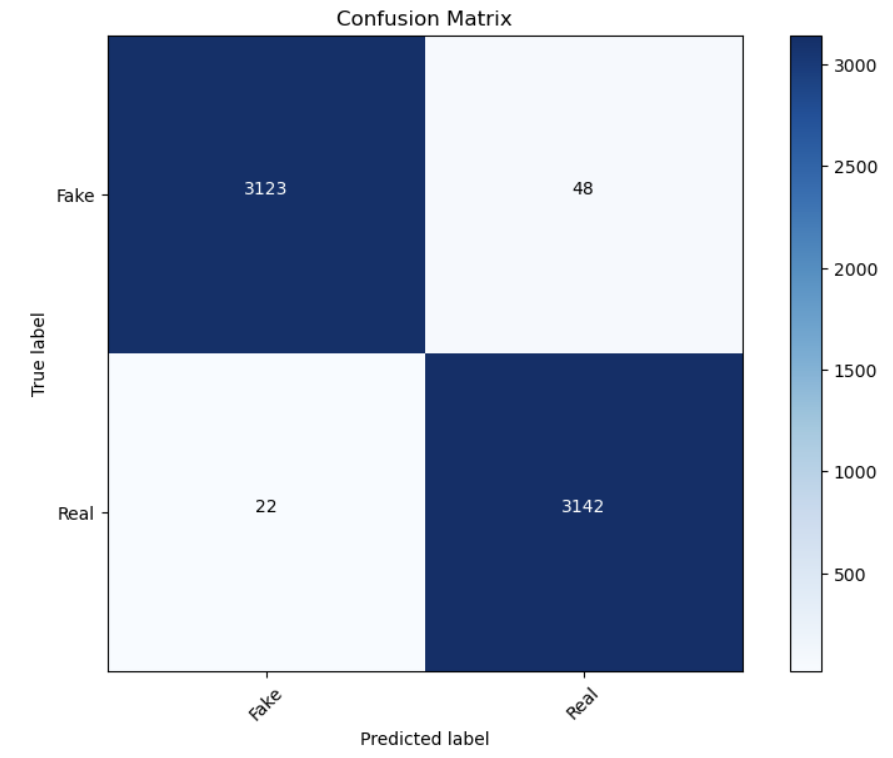 Confusion Matrix
3000
2500
2000
1500
1000
500
Fake
3123
48
True label
Real
22
3142
Fake
Real
Predicted label